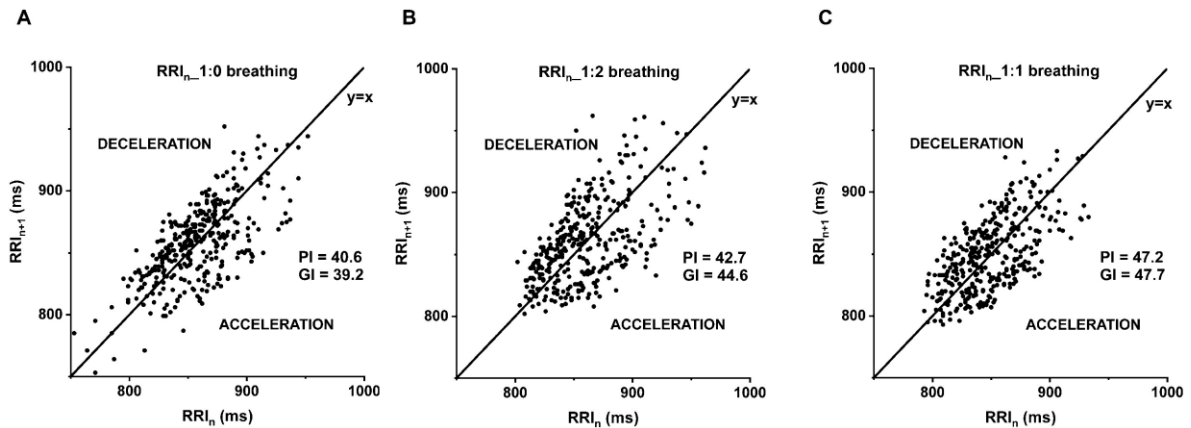 A
RRIn_1:0 breathing
y=x
DECELERATION
PI = 40.6
GI = 39.2
ACCELERATION
1000
900
800
RRIn+1 (ms)
800
900
1000
RRIn (ms)
B
RRIn_1:2 breathing
y=x
DECELERATION
PI = 42.7
GI = 44.6
ACCELERATION
1000
900
800
RRIn+1 (ms)
800
900
1000
RRIn (ms)
C
RRIn_1:1 breathing
y=x
DECELERATION
PI = 47.2
GI = 47.7
ACCELERATION
1000
900
800
RRIn+1 (ms)
800
900
1000
RRIn (ms)